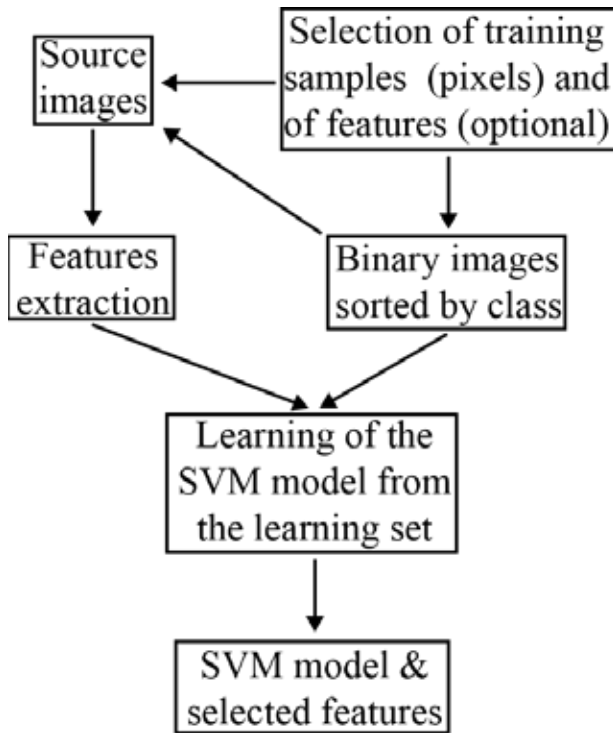 Source
images
Selection of training
samples (pixels) and
of features (optional)
Features
extraction
Binary images
sorted by class
Learning of the
SVM model from
the learning set
SVM model &
selected features